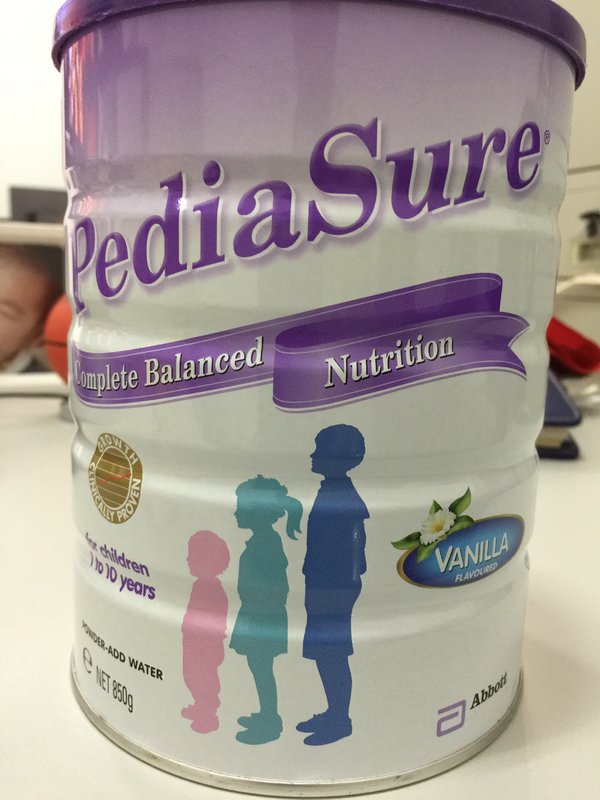 PediaSure®
Complete Balanced Nutrition
GROWTH
CLINICALLY PROVEN
for children
1 to 10 years
VANILLA
FLAVOURED
POWDER-ADD WATER
e NET 850g
Abbott